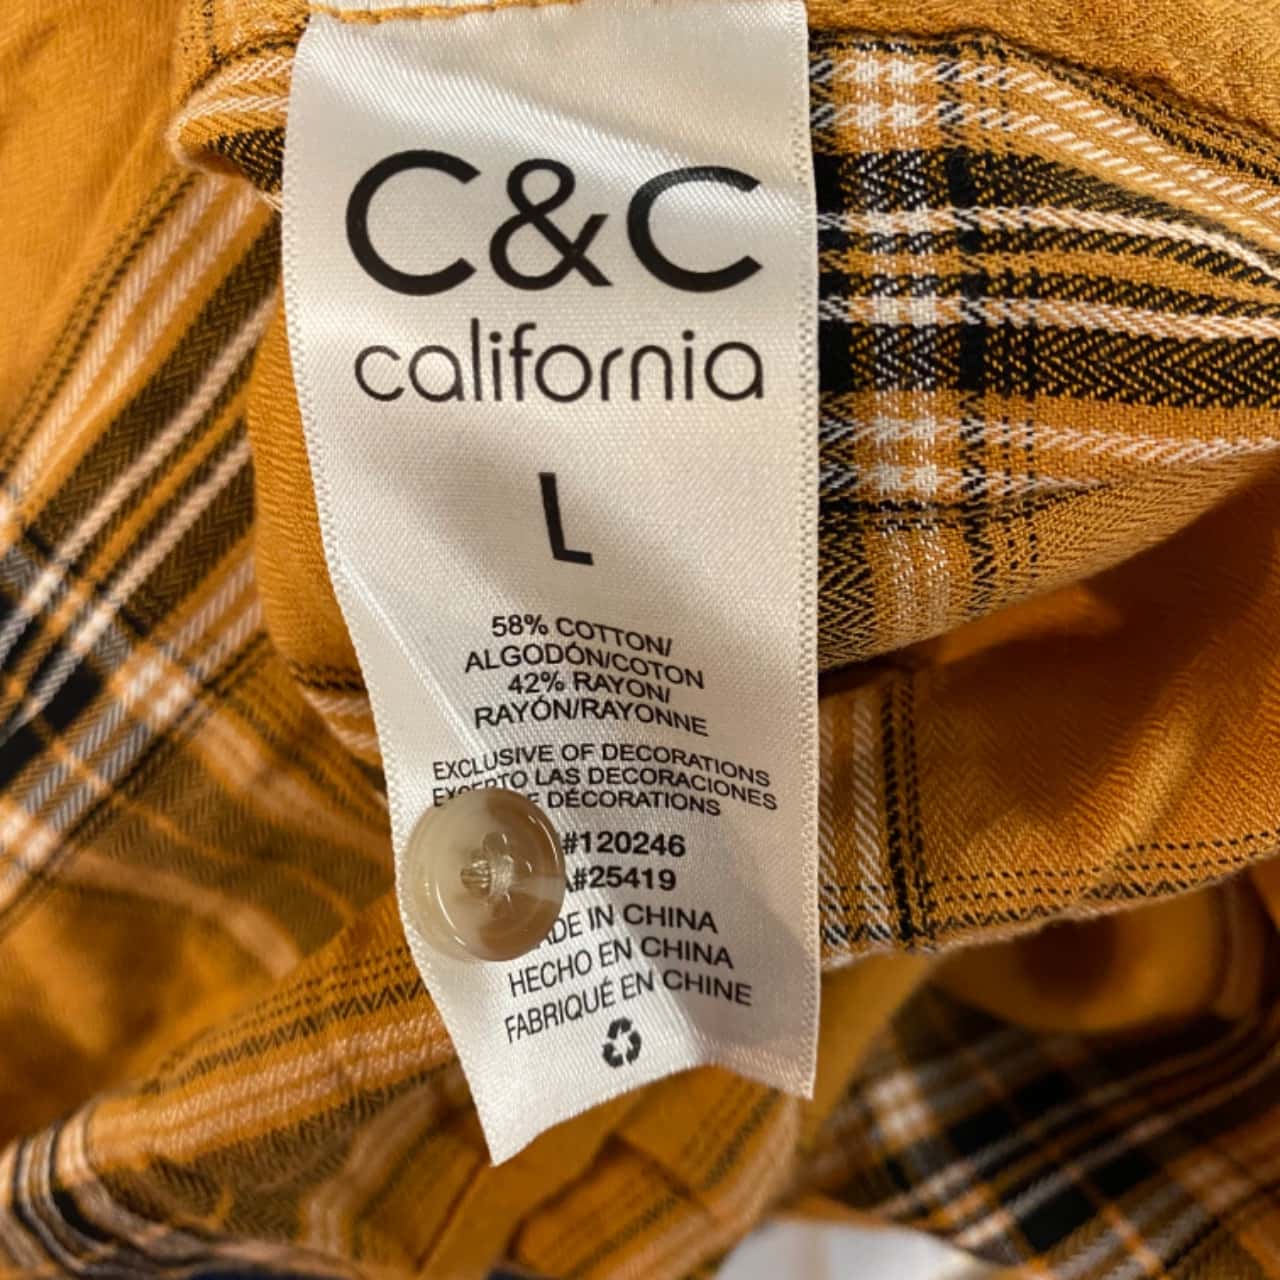 C&C
california
L
58% COTTON/
ALGODÓN/COTON
42% RAYON/
RAYÓN/RAYONNE
EXCLUSIVE OF DECORATIONS
EXCEPTO LAS DECORACIONES
DÉCORATIONS
#120246
#25419
IN CHINA
HECHO EN CHINA
FABRIQUÉ EN CHINE